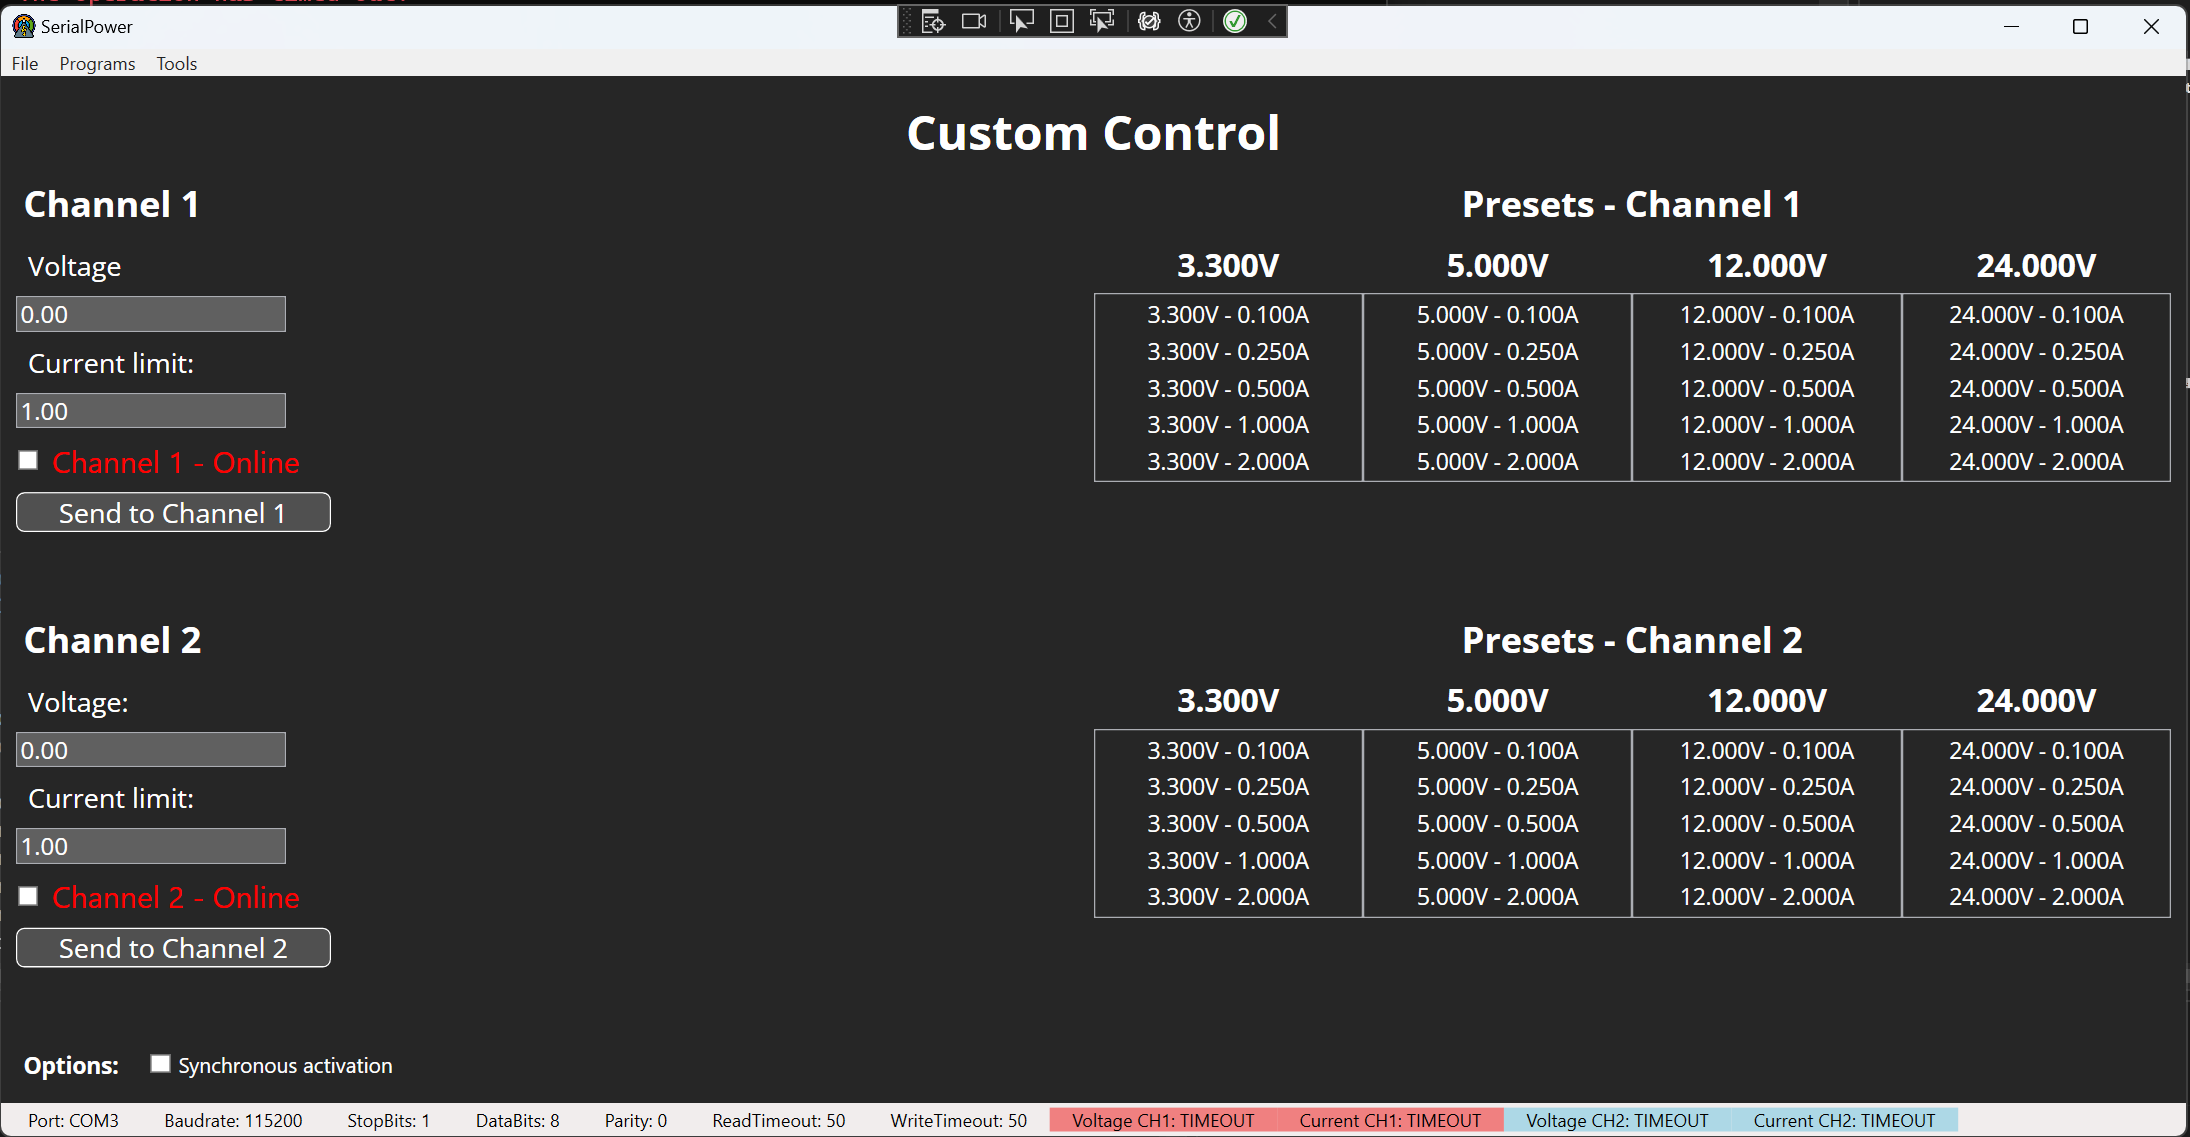 SerialPower
File Programs Tools
Custom Control
Channel 1
Voltage
0.00
Current limit:
1.00
Channel 1 - Online
Send to Channel 1
Presets - Channel 1
3.300V 5.000V 12.000V 24.000V
3.300V - 0.100A 5.000V - 0.100A 12.000V - 0.100A 24.000V - 0.100A
3.300V - 0.250A 5.000V - 0.250A 12.000V - 0.250A 24.000V - 0.250A
3.300V - 0.500A 5.000V - 0.500A 12.000V - 0.500A 24.000V - 0.500A
3.300V - 1.000A 5.000V - 1.000A 12.000V - 1.000A 24.000V - 1.000A
3.300V - 2.000A 5.000V - 2.000A 12.000V - 2.000A 24.000V - 2.000A
Channel 2
Voltage:
0.00
Current limit:
1.00
Channel 2 - Online
Send to Channel 2
Presets - Channel 2
3.300V 5.000V 12.000V 24.000V
3.300V - 0.100A 5.000V - 0.100A 12.000V - 0.100A 24.000V - 0.100A
3.300V - 0.250A 5.000V - 0.250A 12.000V - 0.250A 24.000V - 0.250A
3.300V - 0.500A 5.000V - 0.500A 12.000V - 0.500A 24.000V - 0.500A
3.300V - 1.000A 5.000V - 1.000A 12.000V - 1.000A 24.000V - 1.000A
3.300V - 2.000A 5.000V - 2.000A 12.000V - 2.000A 24.000V - 2.000A
Options: Synchronous activation
Port: COM3 Baudrate: 115200 StopBits: 1 DataBits: 8 Parity: 0 ReadTimeout: 50 WriteTimeout: 50 Voltage CH1: TIMEOUT Current CH1: TIMEOUT Voltage CH2: TIMEOUT Current CH2: TIMEOUT